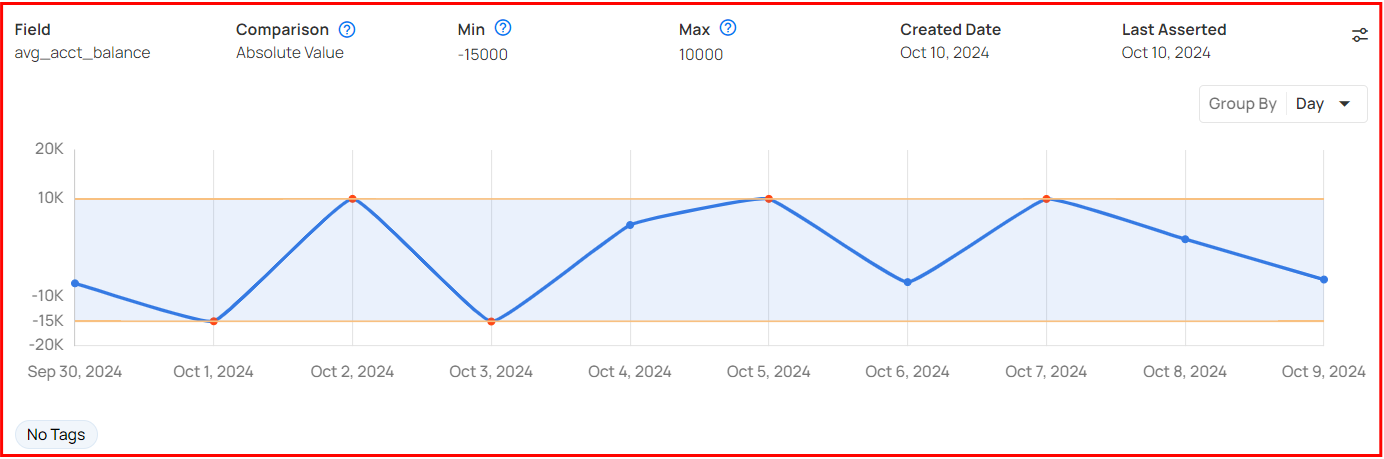 Field Comparison Min Max Created Date Last Asserted
avg_acct_balance Absolute Value -15000 10000 Oct 10, 2024 Oct 10, 2024
Group By Day
20K
10K
-10K
-15K
-20K
Sep 30, 2024 Oct 1, 2024 Oct 2, 2024 Oct 3, 2024 Oct 4, 2024 Oct 5, 2024 Oct 6, 2024 Oct 7, 2024 Oct 8, 2024 Oct 9, 2024
No Tags